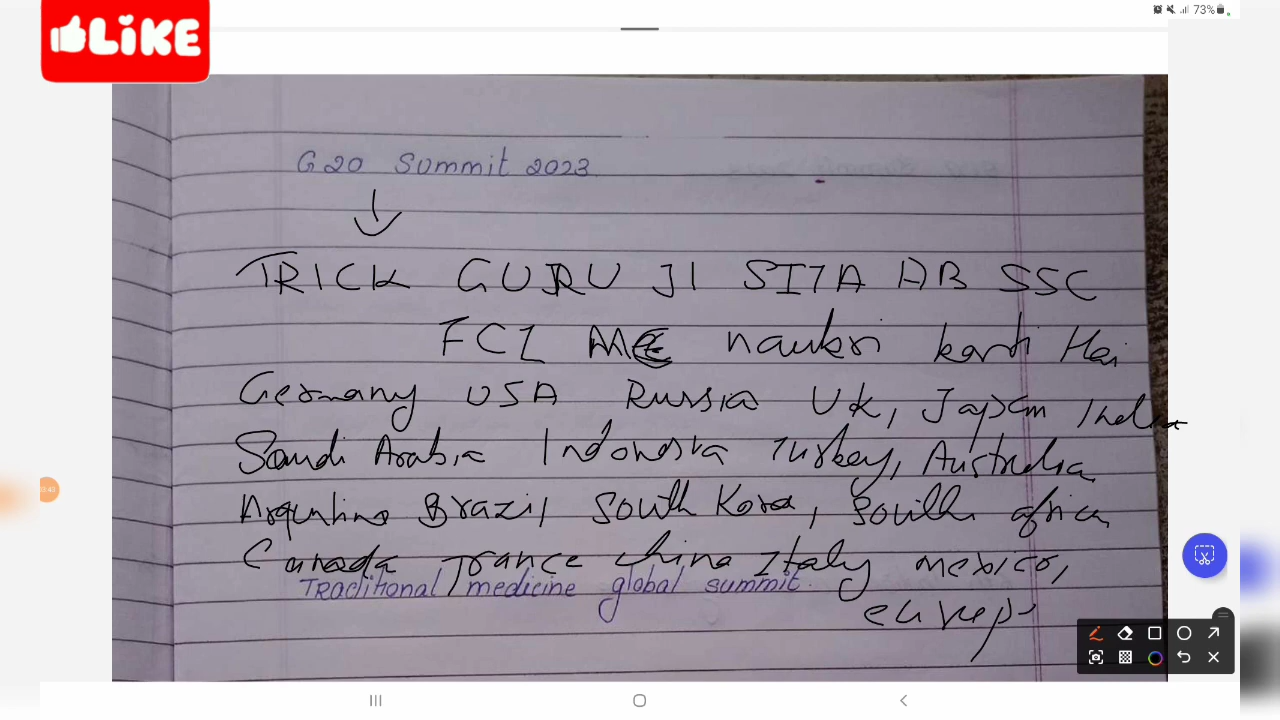 73%
LiKE
G20 Summit 2023
TRICK GURU JI SITA AB SSC
FCI ME naukri karti Hai
Germany USA Russia UK, Japan India
Saudi Arabia Indonesia Turkey, Australia
Argentina Brazil South Korea, South africa
Canada France China Italy mexico,
Traditional medicine global summit.